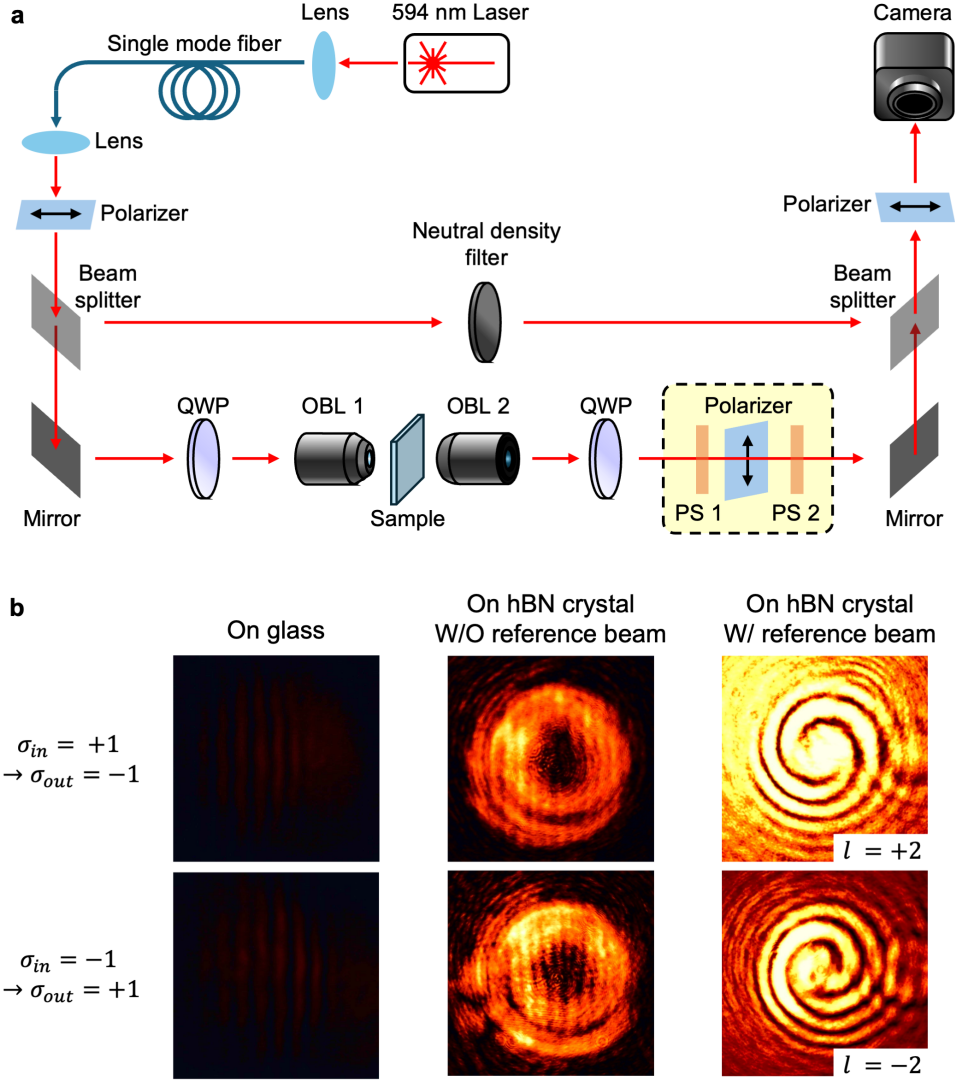 a
Lens
594 nm Laser
Camera
Single mode fiber
Lens
Polarizer
Polarizer
Neutral density
filter
Beam
splitter
Beam
splitter
QWP
OBL 1
OBL 2
QWP
Polarizer
Mirror
Sample
PS 1
PS 2
Mirror
b
On glass
On hBN crystal
W/O reference beam
On hBN crystal
W/ reference beam
σ_in = +1
→ σ_out = −1
l = +2
σ_in = −1
→ σ_out = +1
l = −2